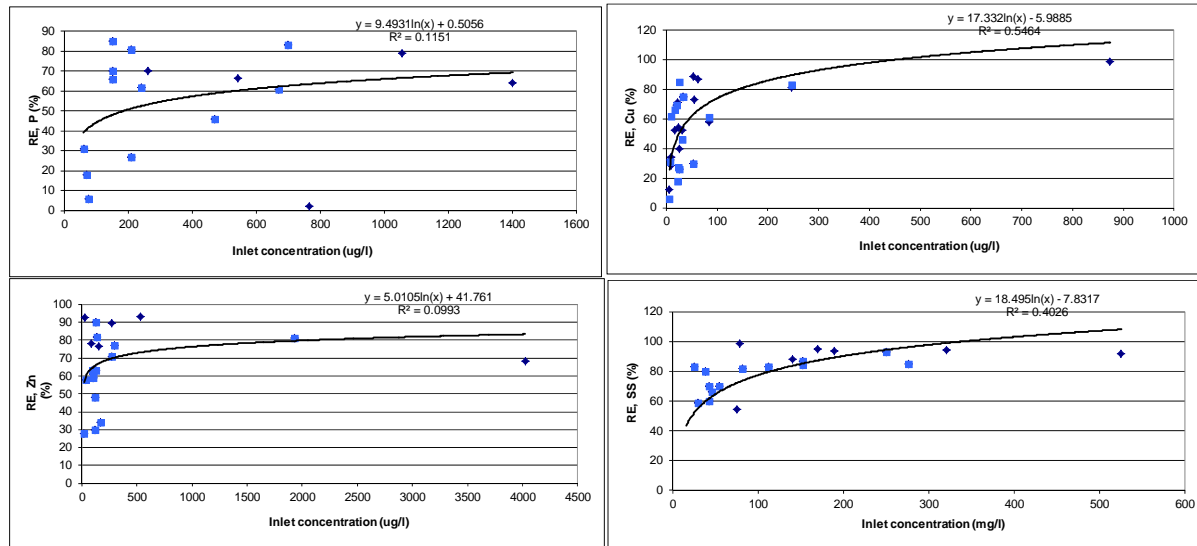 y = 9.4931ln(x) + 0.5056
R² = 0.1151
90
80
70
60
50
40
30
20
10
0
RE, P (%)
0 200 400 600 800 1000 1200 1400 1600
Inlet concentration (ug/l)
y = 17.332ln(x) - 5.9885
R² = 0.5464
120
100
80
60
40
20
0
RE, Cu (%)
0 100 200 300 400 500 600 700 800 900 1000
Inlet concentration (ug/l)
y = 5.0105ln(x) + 41.761
R² = 0.0993
100
90
80
70
60
50
40
30
20
10
0
RE, Zn
(%)
0 500 1000 1500 2000 2500 3000 3500 4000 4500
Inlet concentration (ug/l)
y = 18.495ln(x) - 7.8317
R² = 0.4026
120
100
80
60
40
20
0
RE, SS (%)
0 100 200 300 400 500 600
Inlet concentration (mg/l)